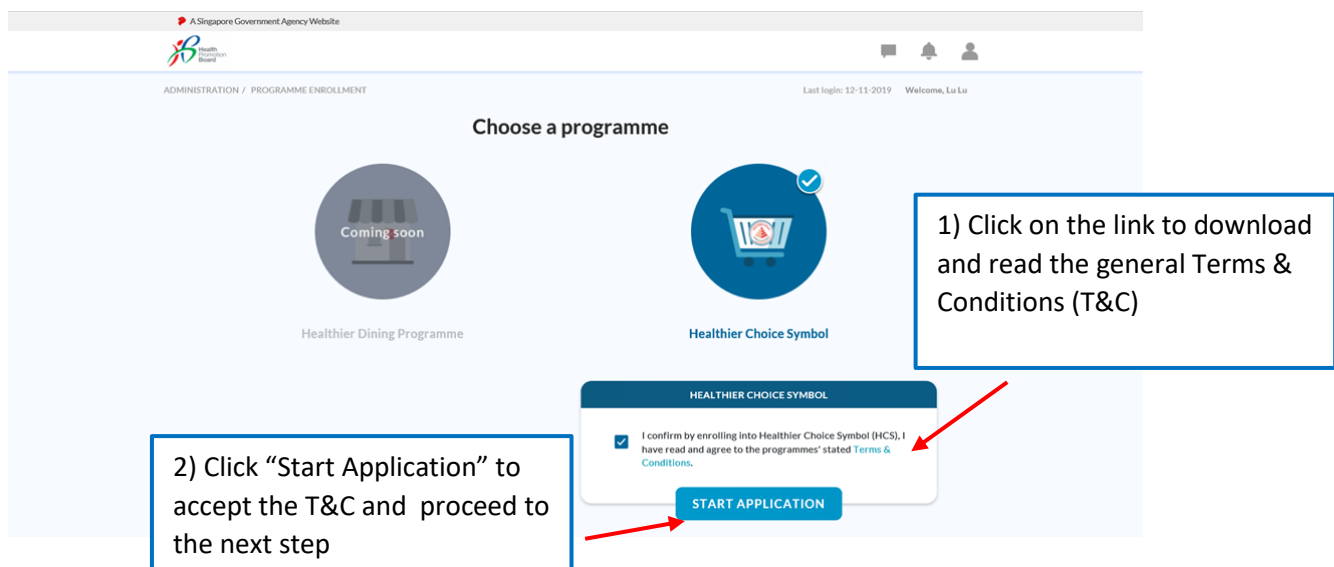 A Singapore Government Agency Website
Health
Promotion
Board
ADMINISTRATION / PROGRAMME ENROLLMENT
Last login: 12-11-2019 Welcome, Lu Lu
Choose a programme
Coming soon
Healthier Dining Programme
Healthier Choice Symbol
1) Click on the link to download
and read the general Terms &
Conditions (T&C)
HEALTHIER CHOICE SYMBOL
I confirm by enrolling into Healthier Choice Symbol (HCS), I
have read and agree to the programmes' stated Terms &
Conditions.
START APPLICATION
2) Click “Start Application” to
accept the T&C and proceed to
the next step